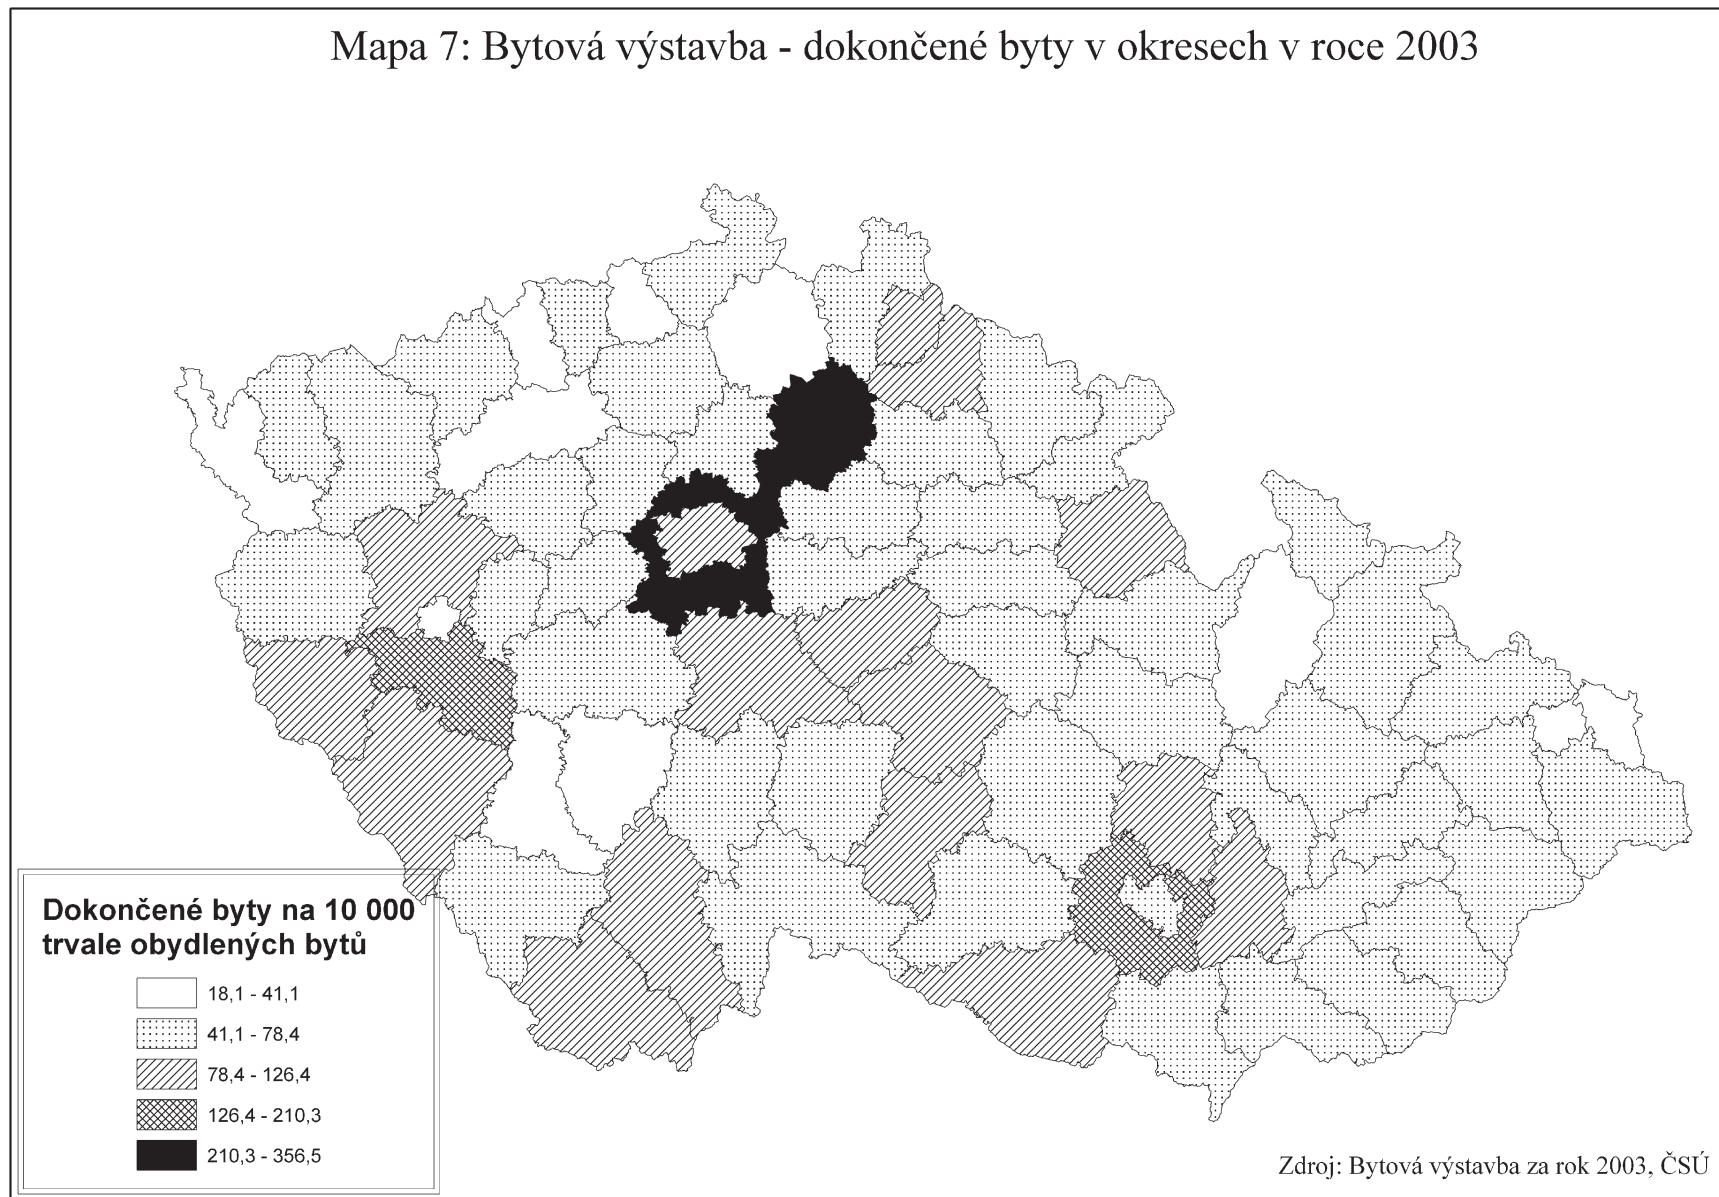 Mapa 7: Bytová výstavba - dokončené byty v okresech v roce 2003
Dokončené byty na 10 000
trvale obydlených bytů
18,1 - 41,1
41,1 - 78,4
78,4 - 126,4
126,4 - 210,3
210,3 - 356,5
Zdroj: Bytová výstavba za rok 2003, ČSÚ